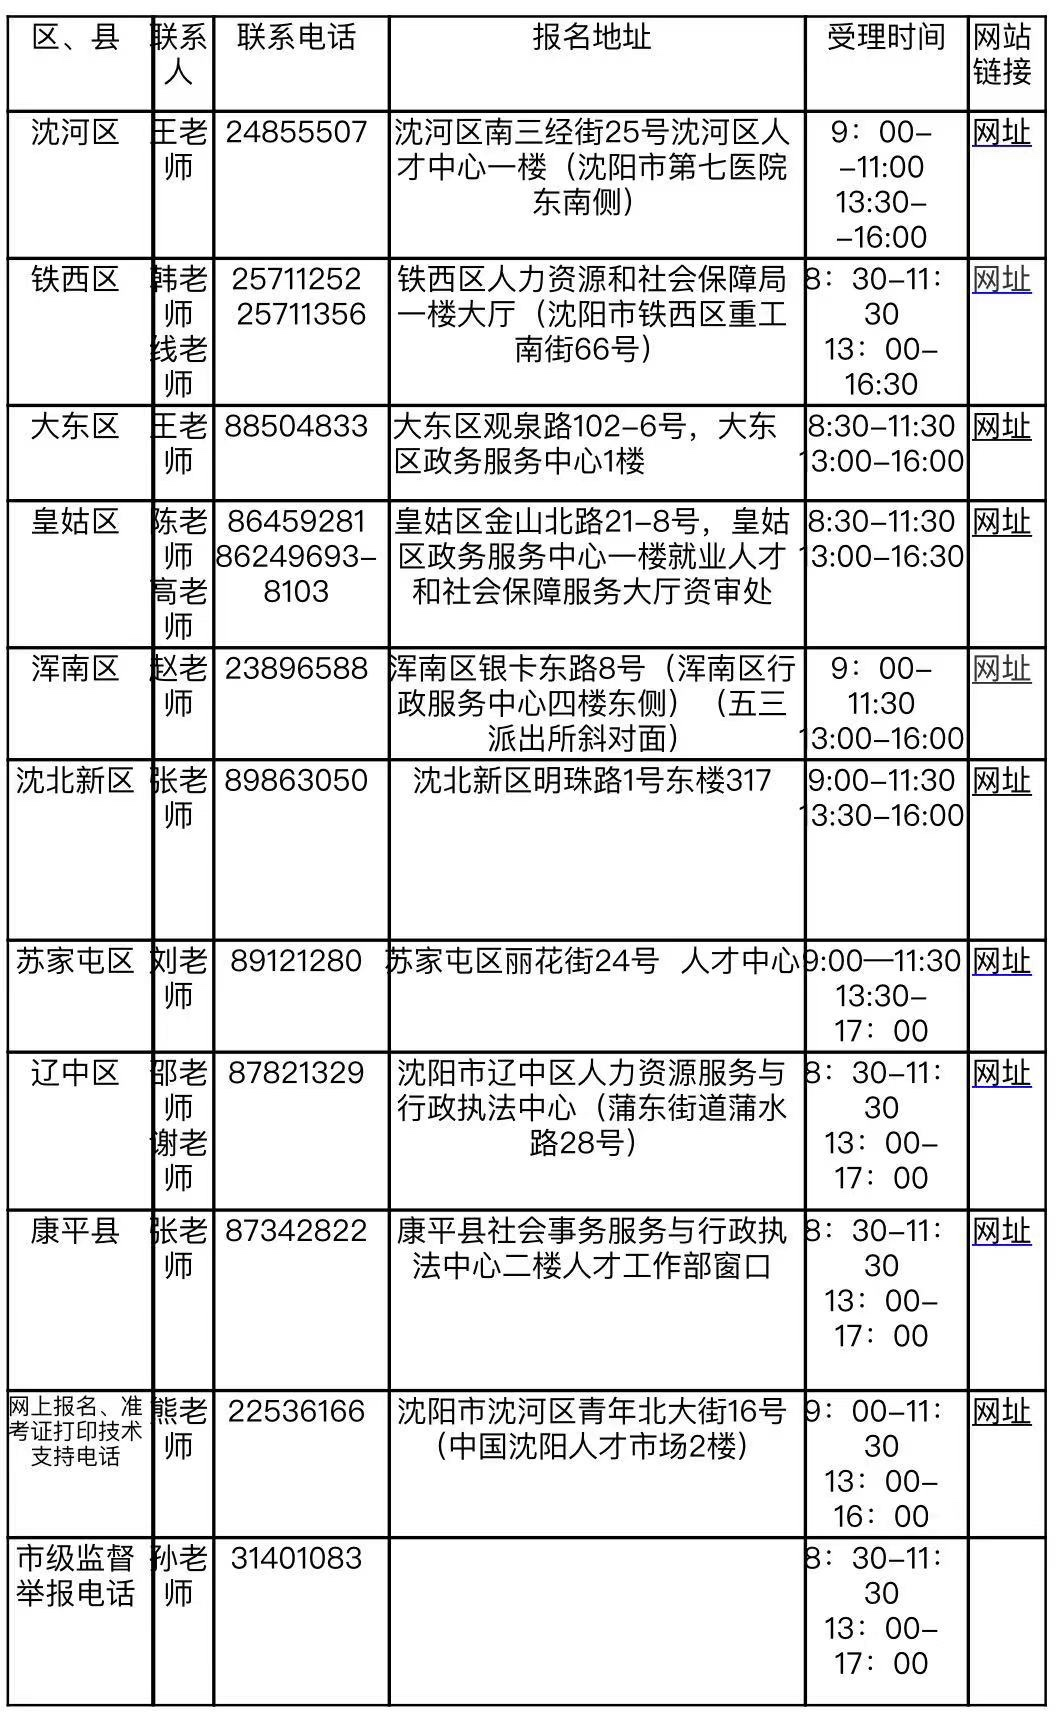 区、县
联系
人
联系电话
报名地址
受理时间
网站
链接
沈河区
王老
师
24855507
沈河区南三经街25号沈河区人
才中心一楼（沈阳市第七医院
东南侧）
9：00-
-11:00
13:30-
-16:00
网址
铁西区
韩老
师
线老
师
25711252
25711356
铁西区人力资源和社会保障局
一楼大厅（沈阳市铁西区重工
南街66号）
8：30-11：
30
13：00-
16:30
网址
大东区
王老
师
88504833
大东区观泉路102-6号，大东
区政务服务中心1楼
8:30-11:30
13:00-16:00
网址
皇姑区
陈老
师
高老
师
86459281
86249693-
8103
皇姑区金山北路21-8号，皇姑
区政务服务中心一楼就业人才
和社会保障服务大厅资审处
8:30-11:30
13:00-16:30
网址
浑南区
赵老
师
23896588
浑南区银卡东路8号（浑南区行
政服务中心四楼东侧）（五三
派出所斜对面）
9：00-
11:30
13:00-16:00
网址
沈北新区
张老
师
89863050
沈北新区明珠路1号东楼317
9:00-11:30
13:30-16:00
网址
苏家屯区
刘老
师
89121280
苏家屯区丽花街24号 人才中心
9:00—11:30
13:30-
17：00
网址
辽中区
邵老
师
谢老
师
87821329
沈阳市辽中区人力资源服务与
行政执法中心（蒲东街道蒲水
路28号）
8：30-11：
30
13：00-
17：00
网址
康平县
张老
师
87342822
康平县社会事务服务与行政执
法中心二楼人才工作部窗口
8：30-11：
30
13：00-
17：00
网址
网上报名、准
考证打印技术
支持电话
熊老
师
22536166
沈阳市沈河区青年北大街16号
（中国沈阳人才市场2楼）
9：00-11：
30
13：00-
16：00
网址
市级监督
举报电话
孙老
师
31401083
8：30-11：
30
13：00-
17：00